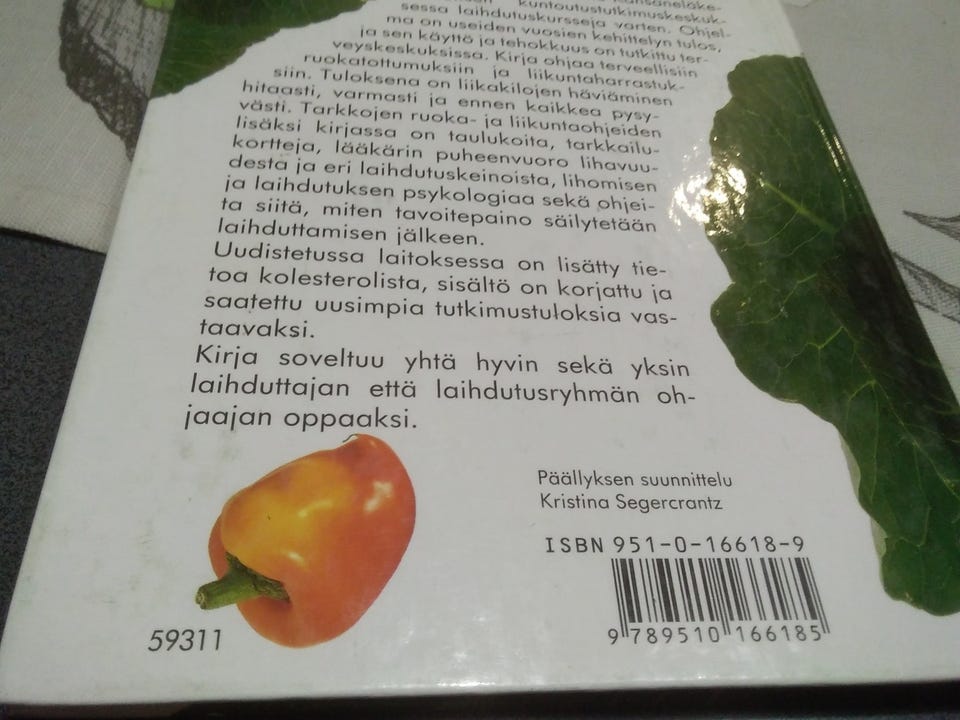 kuntoutustutkimuskeskuk-
sessa laihdutuskursseja varten. Ohjel-
ma on useiden vuosien kehittelyn tulos,
ja sen käyttö ja tehokkuus on tutkittu ter-
veyskeskuksissa. Kirja ohjaa terveellisiin
ruokatottumuksiin ja liikuntaharrastuk-
siin. Tuloksena on liikakilojen häviäminen
hitaasti, varmasti ja ennen kaikkea pysy-
västi. Tarkkojen ruoka- ja liikuntaohjeiden
lisäksi kirjassa on taulukoita, tarkkailu-
kortteja, lääkärin puheenvuoro lihavuu-
desta ja eri laihdutuskeinoista, lihomisen
ja laihdutuksen psykologiaa sekä ohjei-
ta siitä, miten tavoitepaino säilytetään
laihduttamisen jälkeen.
Uudistetussa laitoksessa on lisätty tie-
toa kolesterolista, sisältö on korjattu ja
saatettu uusimpia tutkimustuloksia vas-
taavaksi.
Kirja soveltuu yhtä hyvin sekä yksin
laihduttajan että laihdutusryhmän oh-
jaajan oppaaksi.
Päällyksen suunnittelu
Kristina Segercrantz
ISBN 951-0-16618-9
9 789510 166185
59311